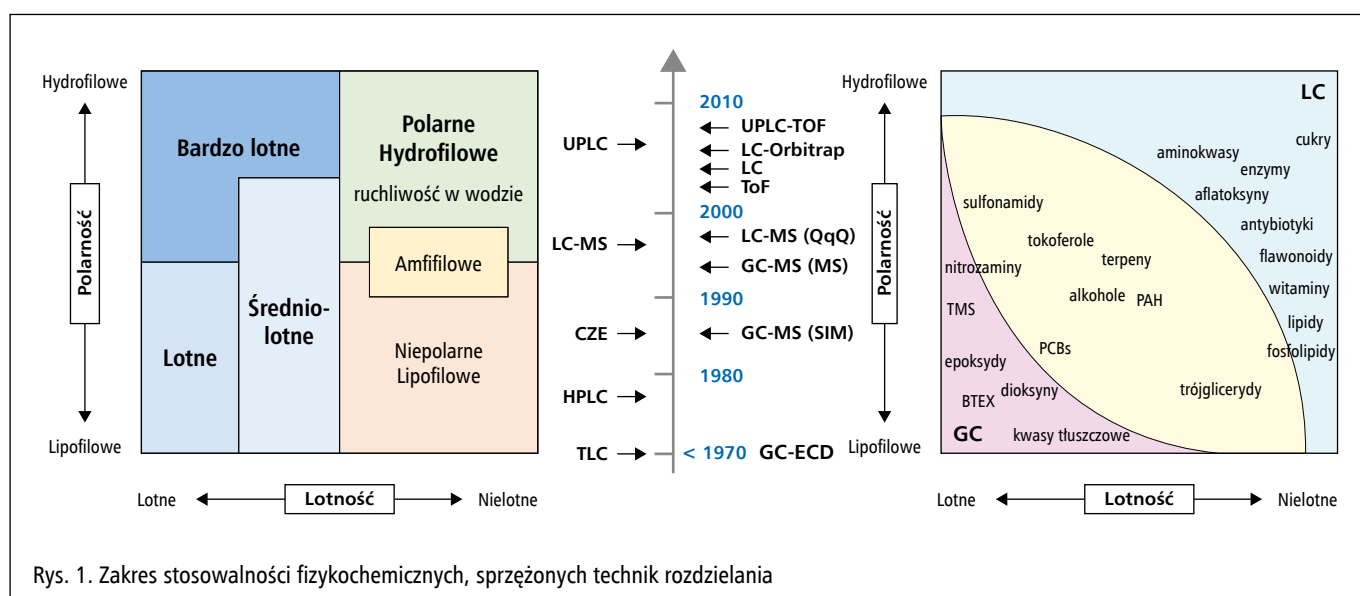 Hydrofilowe
Polarność
Lipofilowe
Bardzo lotne
Polarne
Hydrofilowe
ruchliwość w wodzie
Amfifilowe
Średnio-
lotne
Lotne
Niepolarne
Lipofilowe
Lotne
Lotność
Nielotne
UPLC
LC-MS
CZE
HPLC
TLC
2010
UPLC-TOF
LC-Orbitrap
LC
ToF
2000
LC-MS (QqQ)
GC-MS (MS)
1990
GC-MS (SIM)
1980
< 1970 GC-ECD
Hydrofilowe
Polarność
Lipofilowe
LC
cukry
aminokwasy
enzymy
aflatoksyny
antybiotyki
flawonoidy
witaminy
lipidy
fosfolipidy
sulfonamidy
tokoferole
terpeny
alkohole
PAH
PCBs
trójglicerydy
nitrozaminy
TMS
epoksydy
dioksyny
BTEX
GC
kwasy tłuszczowe
Lotne
Lotność
Nielotne
Rys. 1. Zakres stosowalności fizykochemicznych, sprzężonych technik rozdzielania